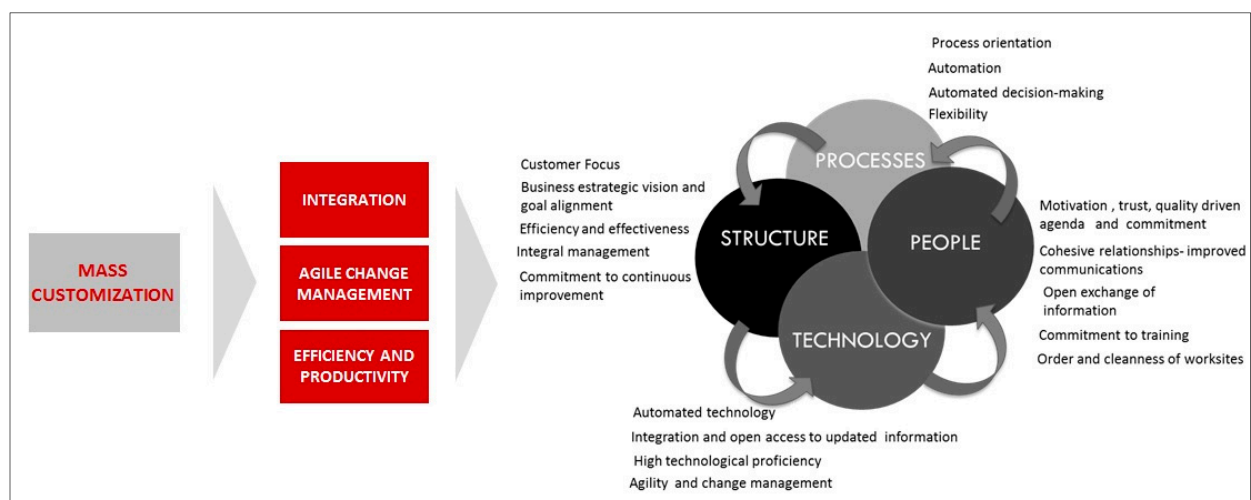 MASS
CUSTOMIZATION
INTEGRATION
AGILE CHANGE
MANAGEMENT
EFFICIENCY AND
PRODUCTIVITY
Customer Focus
Business estrategic vision and
goal alignment
Efficiency and effectiveness
Integral management
Commitment to continuous
improvement
PROCESSES
STRUCTURE
PEOPLE
TECHNOLOGY
Process orientation
Automation
Automated decision-making
Flexibility
Motivation , trust, quality driven
agenda and commitment
Cohesive relationships- improved
communications
Open exchange of
information
Commitment to training
Order and cleanness of worksites
Automated technology
Integration and open access to updated information
High technological proficiency
Agility and change management